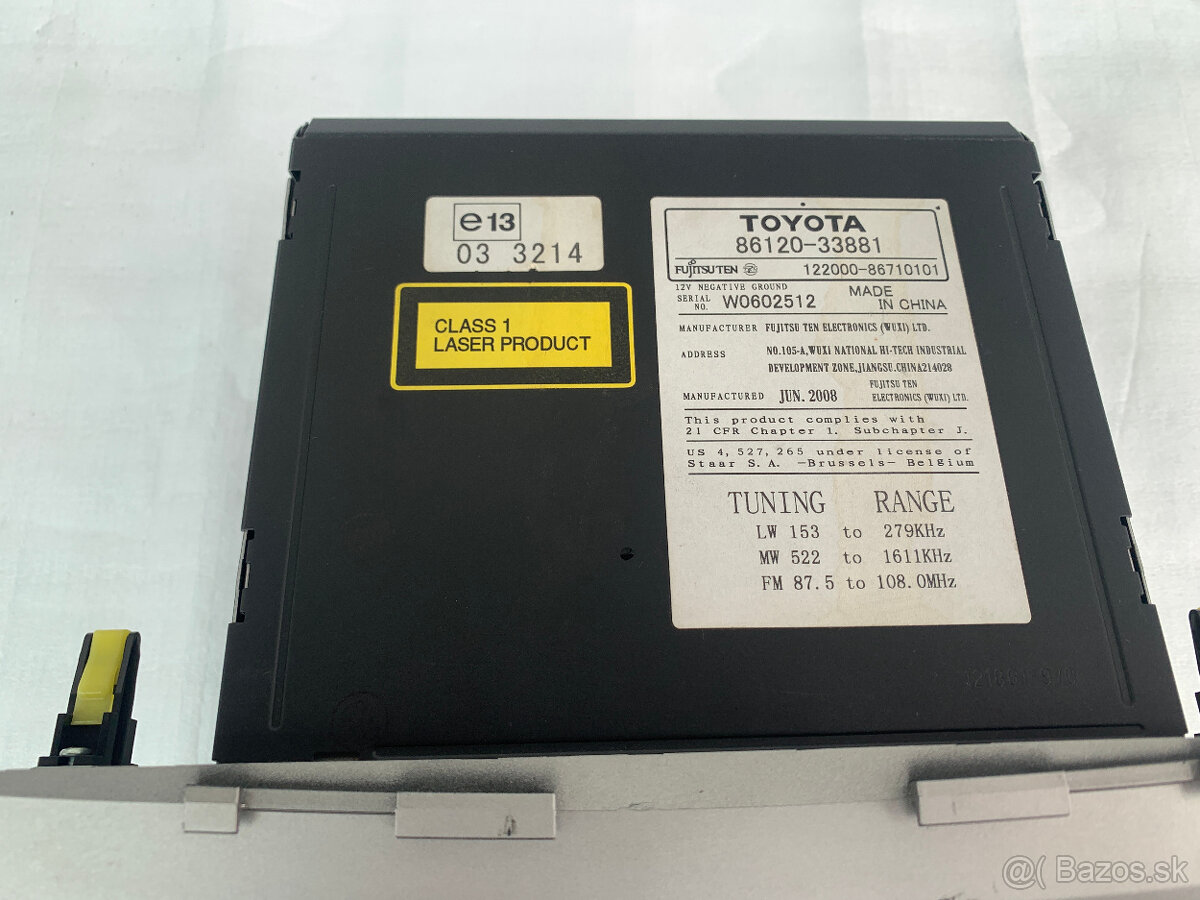 e13
03 3214
CLASS 1
LASER PRODUCT
TOYOTA
86120-33881
FUJITSU TEN 122000-86710101
12V NEGATIVE GROUND
SERIAL NO. W0602512
MADE IN CHINA
MANUFACTURER FUJITSU TEN ELECTRONICS (WUXI) LTD.
ADDRESS NO.105-A,WUXI NATIONAL HI-TECH INDUSTRIAL
DEVELOPMENT ZONE,JIANGSU.CHINA214028
MANUFACTURED JUN. 2008 FUJITSU TEN ELECTRONICS (WUXI) LTD.
This product complies with
21 CFR Chapter 1. Subchapter J.
US 4, 527, 265 under license of
Staar S. A. -Brussels- Belgium
TUNING RANGE
LW 153 to 279KHz
MW 522 to 1611KHz
FM 87.5 to 108.0MHz
@( Bazos.sk